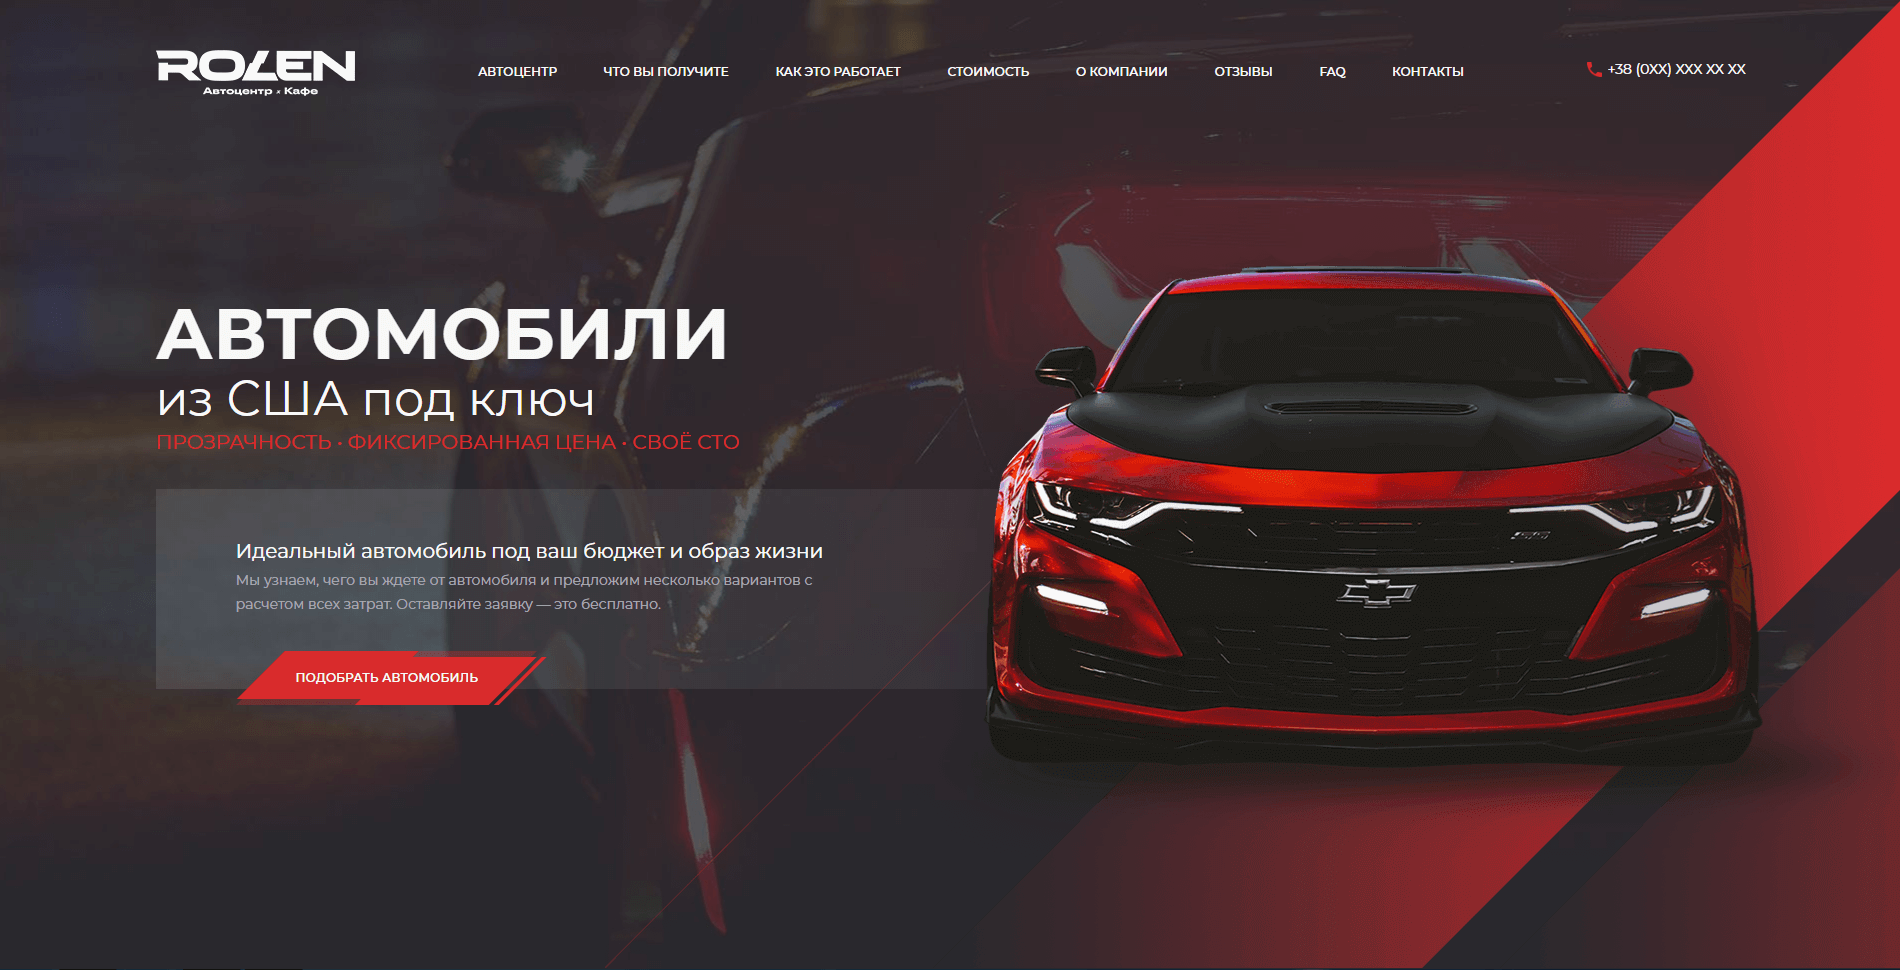 ROLEN
Автоцентр × Кафе
АВТОЦЕНТР
ЧТО ВЫ ПОЛУЧИТЕ
КАК ЭТО РАБОТАЕТ
СТОИМОСТЬ
О КОМПАНИИ
ОТЗЫВЫ
FAQ
КОНТАКТЫ
+38 (0XX) XXX XX XX
АВТОМОБИЛИ
из США под ключ
ПРОЗРАЧНОСТЬ • ФИКСИРОВАННАЯ ЦЕНА • СВОЁ СТО
Идеальный автомобиль под ваш бюджет и образ жизни
Мы узнаем, чего вы ждете от автомобиля и предложим несколько вариантов с
расчетом всех затрат. Оставляйте заявку — это бесплатно.
ПОДОБРАТЬ АВТОМОБИЛЬ